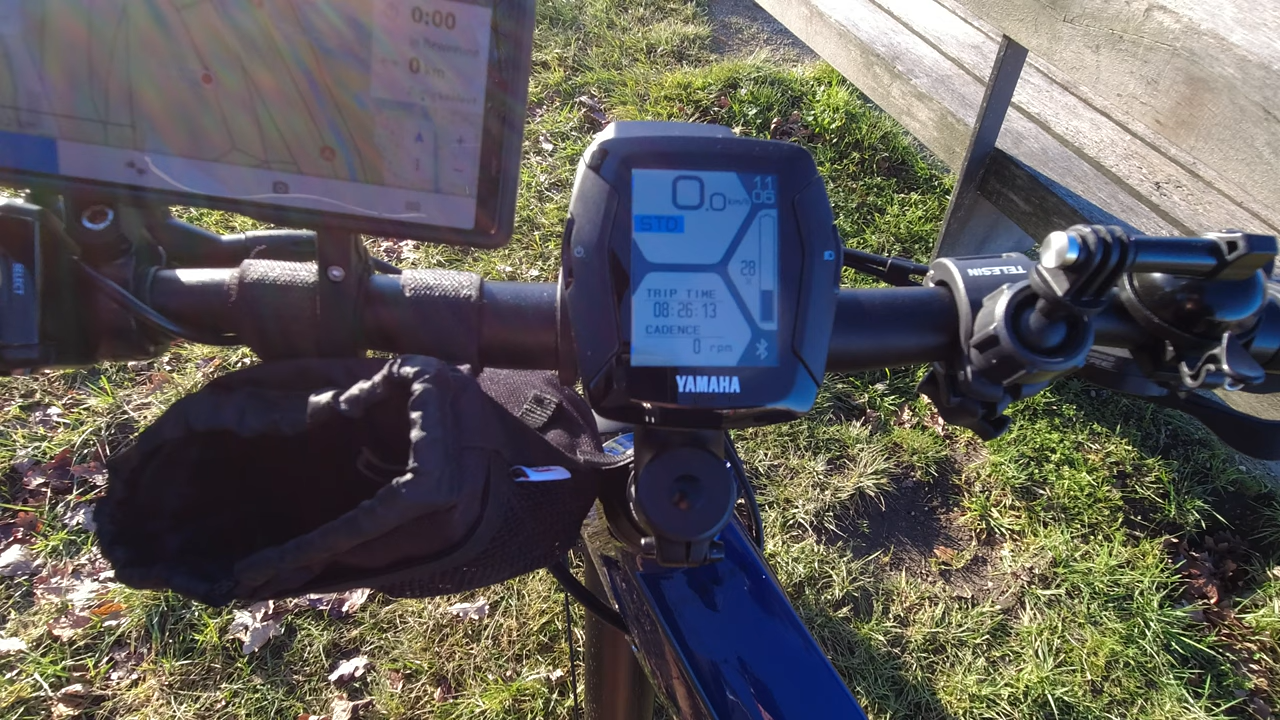 0:00
0 km
SELECT
0.0 km/h
11
06
STD
28
%
TRIP TIME
08:26:13
CADENCE
0 rpm
YAMAHA
TELESIN